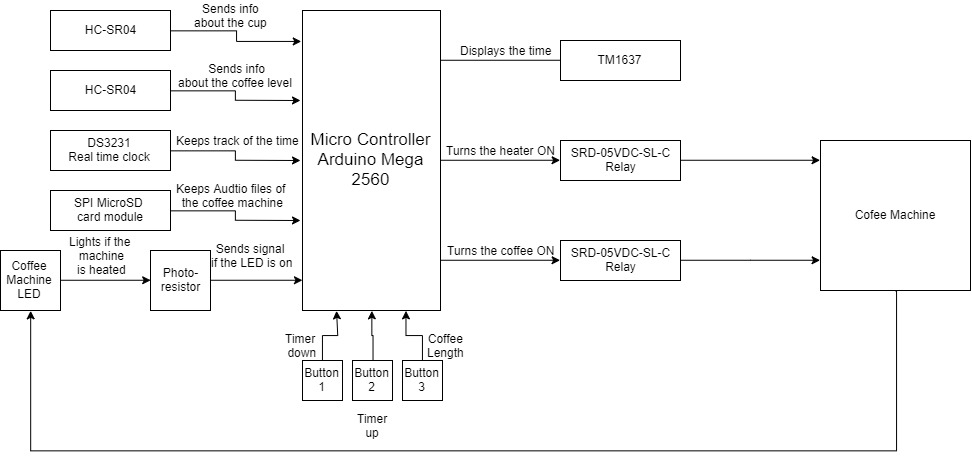 HC-SR04
Sends info
about the cup
HC-SR04
Sends info
about the coffee level
DS3231
Real time clock
Keeps track of the time
SPI MicroSD
card module
Keeps Audtio files of
the coffee machine
Coffee
Machine
LED
Lights if the
machine
is heated
Photo-
resistor
Sends signal
if the LED is on
Micro Controller
Arduino Mega
2560
Displays the time
TM1637
Turns the heater ON
SRD-05VDC-SL-C
Relay
Turns the coffee ON
SRD-05VDC-SL-C
Relay
Cofee Machine
Timer
down
Button
1
Button
2
Timer
up
Coffee
Length
Button
3